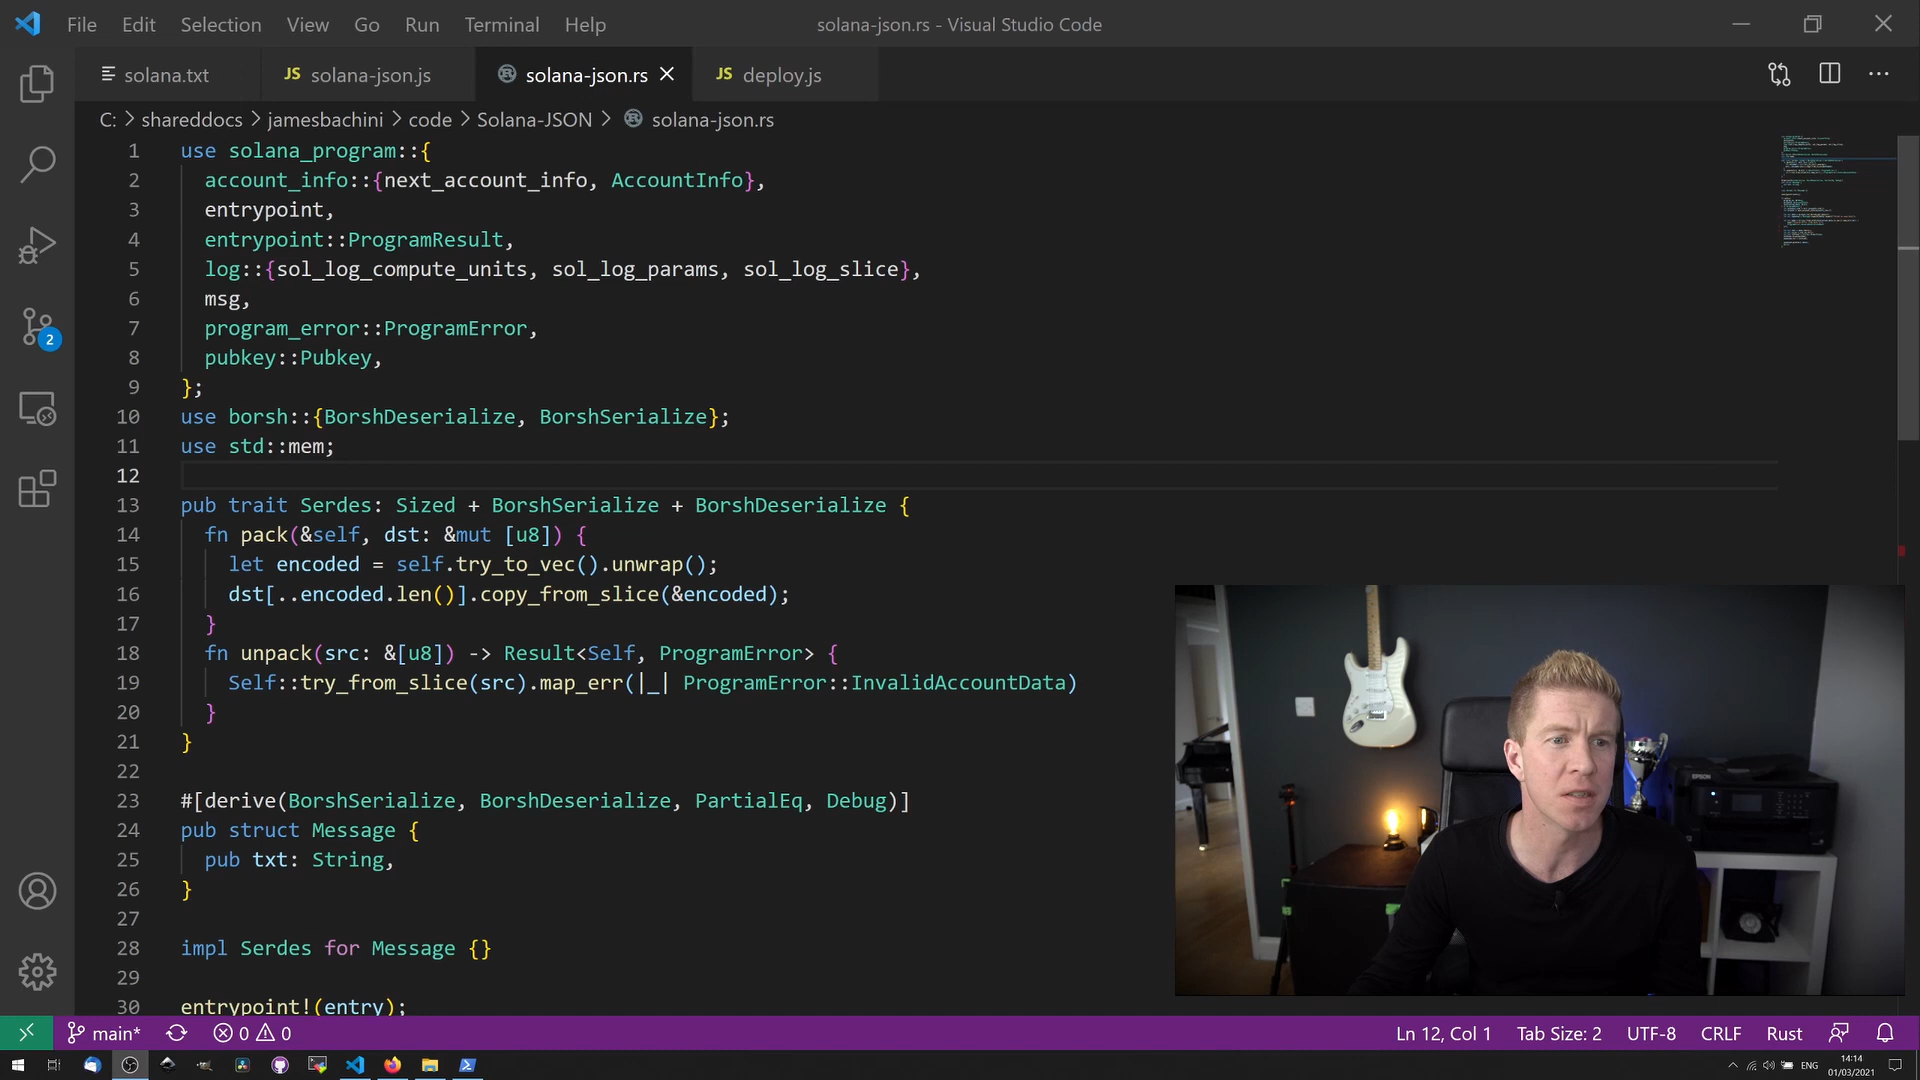 File Edit Selection View Go Run Terminal Help
solana-json.rs - Visual Studio Code
solana.txt
JS solana-json.js
solana-json.rs
JS deploy.js
C: > shareddocs > jamesbachini > code > Solana-JSON > solana-json.rs
1 use solana_program::{
2 account_info::{next_account_info, AccountInfo},
3 entrypoint,
4 entrypoint::ProgramResult,
5 log::{sol_log_compute_units, sol_log_params, sol_log_slice},
6 msg,
7 program_error::ProgramError,
8 pubkey::Pubkey,
9 };
10 use borsh::{BorshDeserialize, BorshSerialize};
11 use std::mem;
12
13 pub trait Serdes: Sized + BorshSerialize + BorshDeserialize {
14 fn pack(&self, dst: &mut [u8]) {
15 let encoded = self.try_to_vec().unwrap();
16 dst[..encoded.len()].copy_from_slice(&encoded);
17 }
18 fn unpack(src: &[u8]) -> Result<Self, ProgramError> {
19 Self::try_from_slice(src).map_err(|_| ProgramError::InvalidAccountData)
20 }
21 }
22
23 #[derive(BorshSerialize, BorshDeserialize, PartialEq, Debug)]
24 pub struct Message {
25 pub txt: String,
26 }
27
28 impl Serdes for Message {}
29
30 entrypoint!(entry);
2
EPSON
main* 0 0
Ln 12, Col 1 Tab Size: 2 UTF-8 CRLF Rust
ENG
14:14
01/03/2021